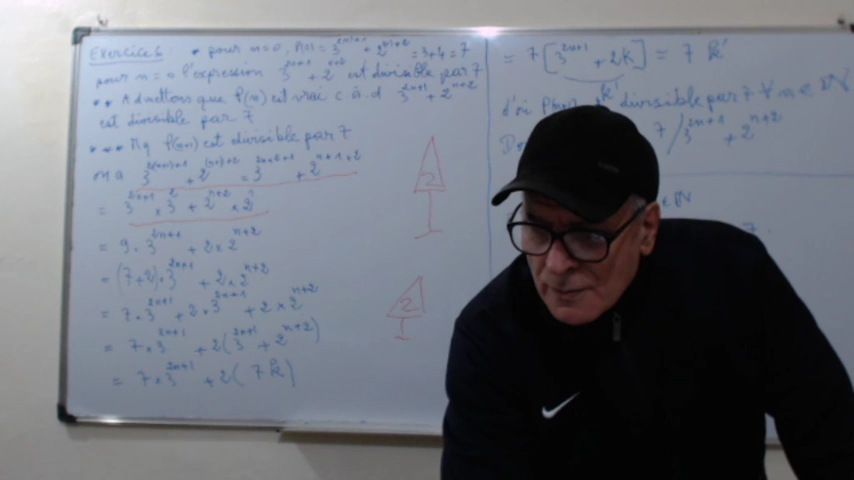 Exercice 6 : * pour n=0, P(0) = 3^{2×0+1} + 2^{0+2} = 3+4 = 7
pour n=0 l'expression 3^{2n+1} + 2^{n+2} est divisible par 7
** Admettons que P(n) est vrai c.à.d 3^{2n+1} + 2^{n+2}
est divisible par 7
*** Mq P(n+1) est divisible par 7
on a 3^{2(n+1)+1} + 2^{(n+1)+2} = 3^{2n+2+1} + 2^{n+1+2}
= 3^{2n+1} × 3^2 + 2^{n+2} × 2^1
= 9 · 3^{2n+1} + 2 × 2^{n+2}
= (7+2) · 3^{2n+1} + 2 × 2^{n+2}
= 7 · 3^{2n+1} + 2 · 3^{2n+1} + 2 × 2^{n+2}
= 7 × 3^{2n+1} + 2(3^{2n+1} + 2^{n+2})
= 7 × 3^{2n+1} + 2(7k)
2
2
= 7[3^{2n+1} + 2k] = 7 k'
k'
d'où divisible par 7 ∀ n ∈ ℕ
7 / 3^{2n+1} + 2^{n+2}
∈ ℕ
7.